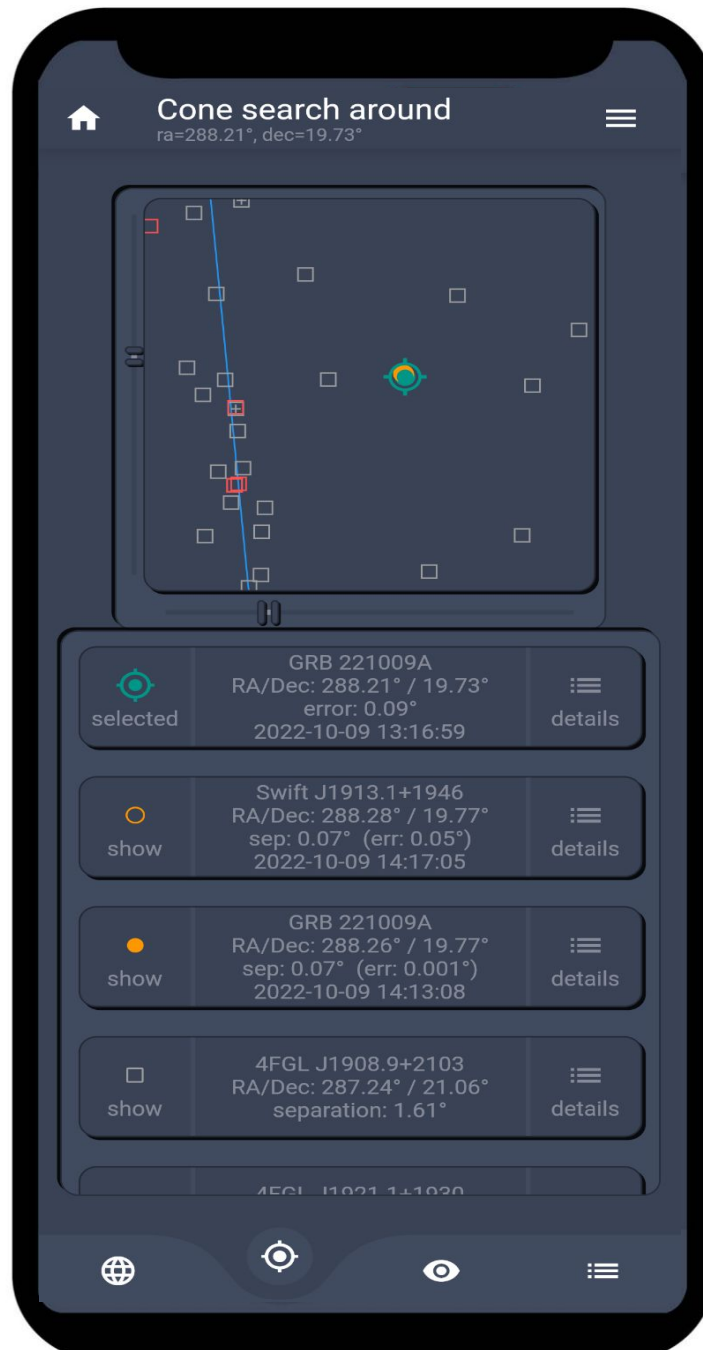 Cone search around
ra=288.21°, dec=19.73°
GRB 221009A
RA/Dec: 288.21° / 19.73°
error: 0.09°
2022-10-09 13:16:59
selected
details
Swift J1913.1+1946
RA/Dec: 288.28° / 19.77°
sep: 0.07° (err: 0.05°)
2022-10-09 14:17:05
show
details
GRB 221009A
RA/Dec: 288.26° / 19.77°
sep: 0.07° (err: 0.001°)
2022-10-09 14:13:08
show
details
4FGL J1908.9+2103
RA/Dec: 287.24° / 21.06°
separation: 1.61°
show
details
4FGL J1921.1+1930